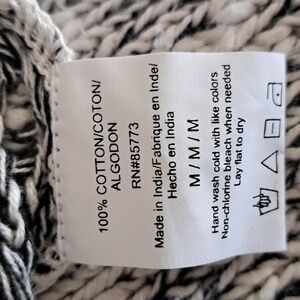 100% COTTON/COTON/
ALGODON
RN#85773
Made in India/Fabrique en Inde/
Hecho en India
M / M / M
Hand wash cold with like colors
Non-chlorine bleach when needed
Lay flat to dry